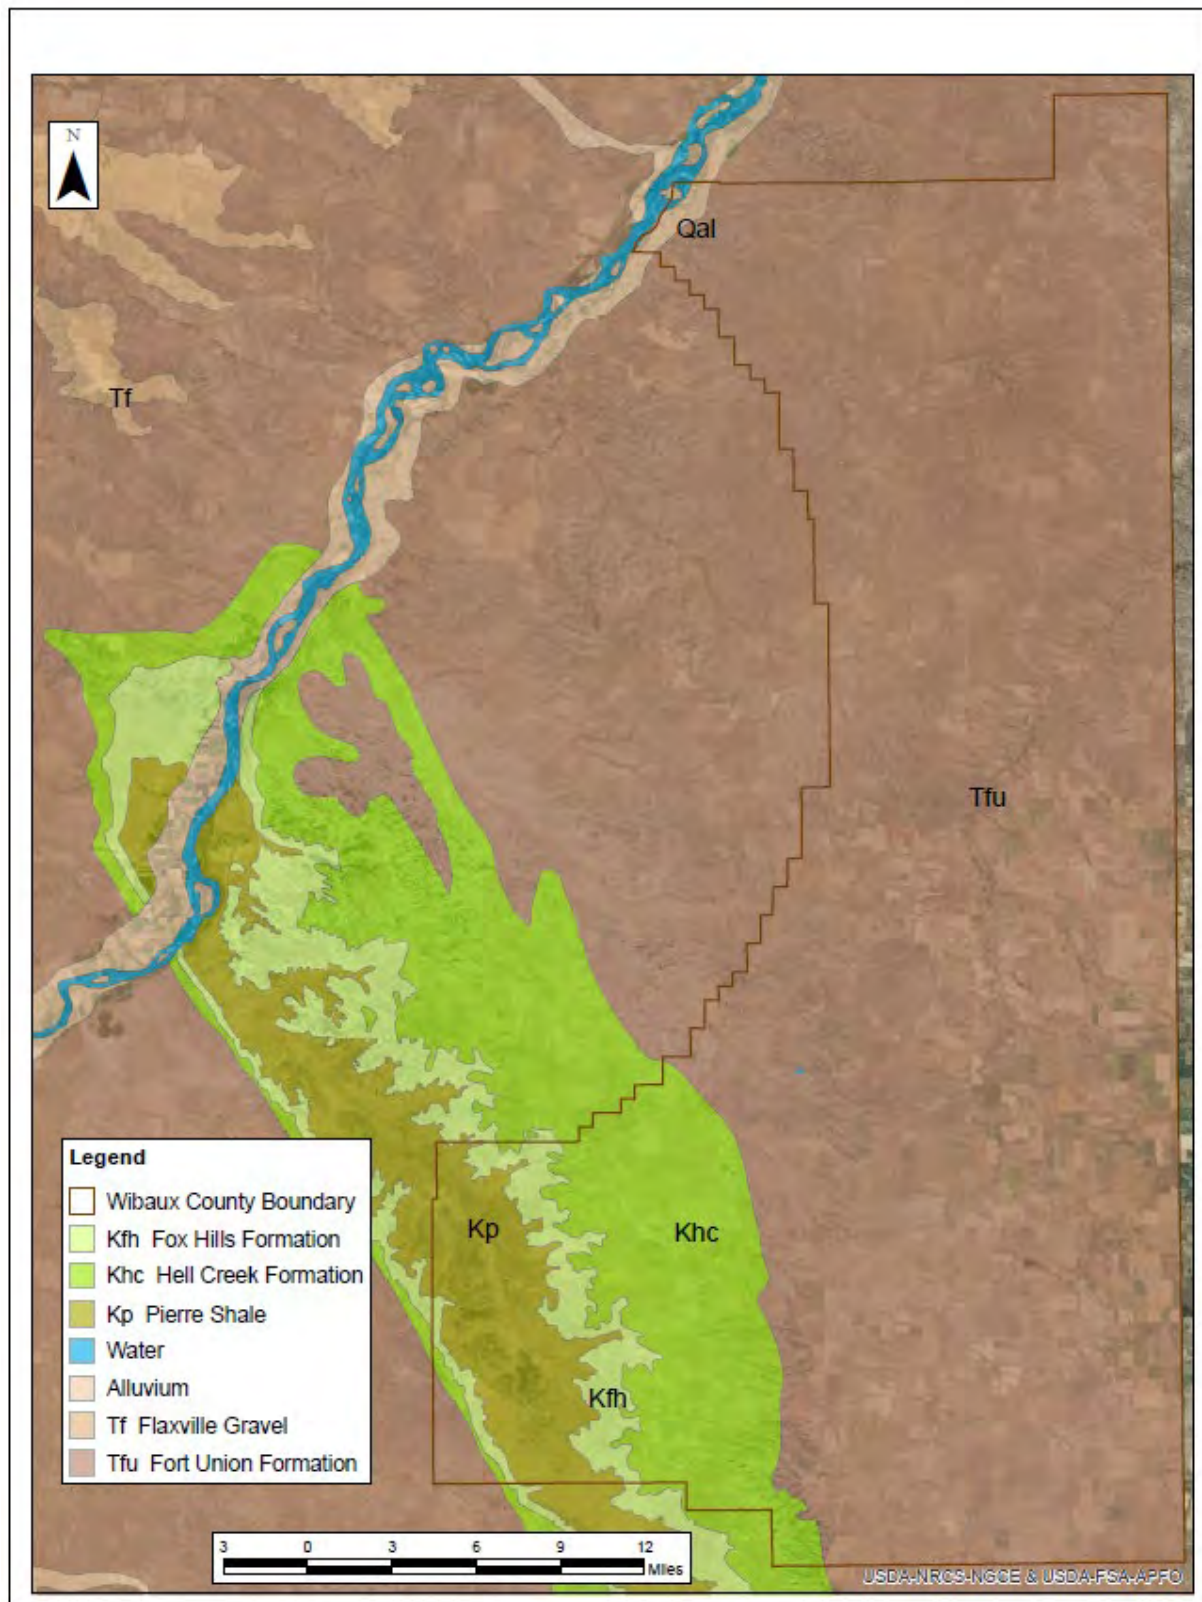 N
Qal
Tf
Tfu
Legend
Wibaux County Boundary
Kfh Fox Hills Formation
Khc Hell Creek Formation
Kp Pierre Shale
Water
Alluvium
Tf Flaxville Gravel
Tfu Fort Union Formation
Kp
Khc
Kfh
3 0 3 6 9 12
Miles
USDA-NRCS-NGCE & USDA-FSA-APFO